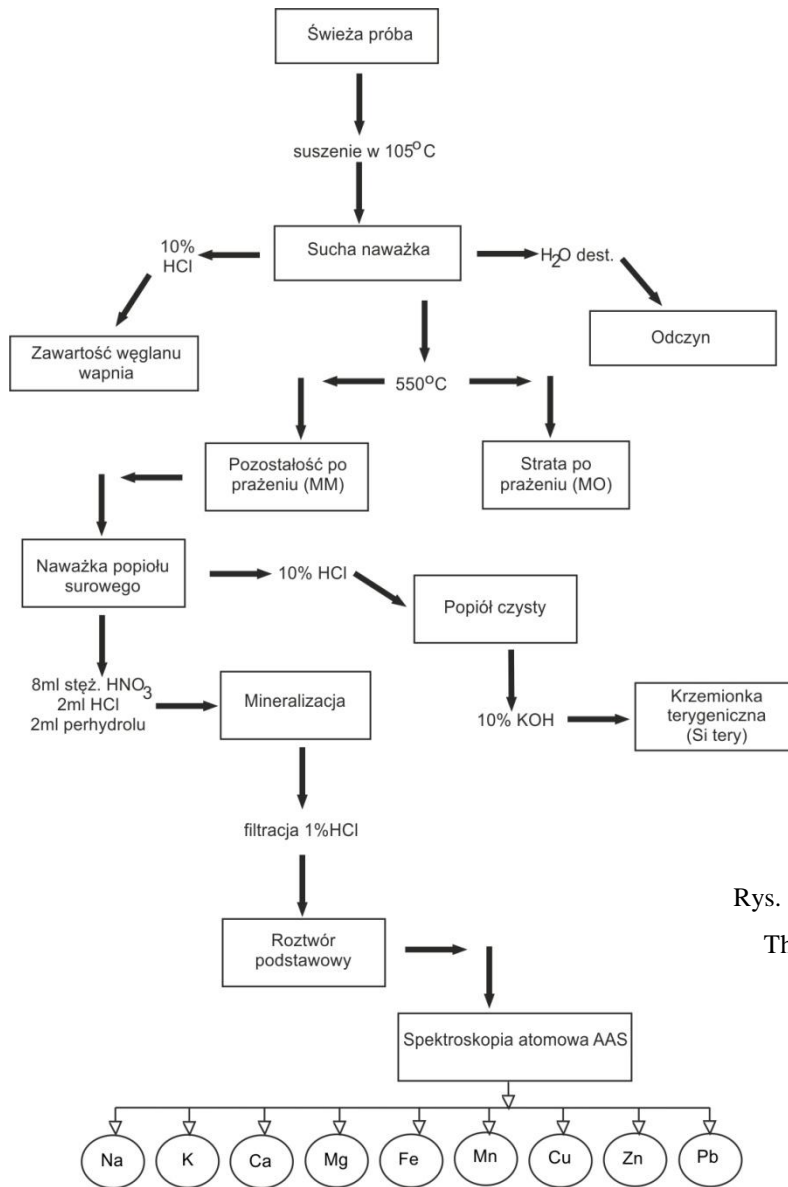 Świeża próba
suszenie w 105°C
Sucha naważka
10%
HCl
H2O dest.
Zawartość węglanu
wapnia
Odczyn
550°C
Pozostałość po
prażeniu (MM)
Strata po
prażeniu (MO)
Naważka popiołu
surowego
10% HCl
Popiół czysty
8ml stęż. HNO3
2ml HCl
2ml perhydrolu
Mineralizacja
10% KOH
Krzemionka
terygeniczna
(Si tery)
filtracja 1%HCl
Rys.
Th
Roztwór
podstawowy
Spektroskopia atomowa AAS
Na K Ca Mg Fe Mn Cu Zn Pb